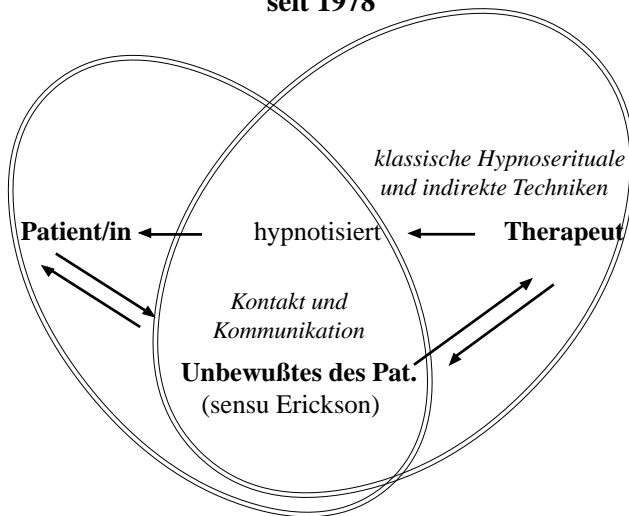 seit 1978
klassische Hypnoserituale
und indirekte Techniken
Patient/in hypnotisiert Therapeut
Kontakt und
Kommunikation
Unbewußtes des Pat.
(sensu Erickson)